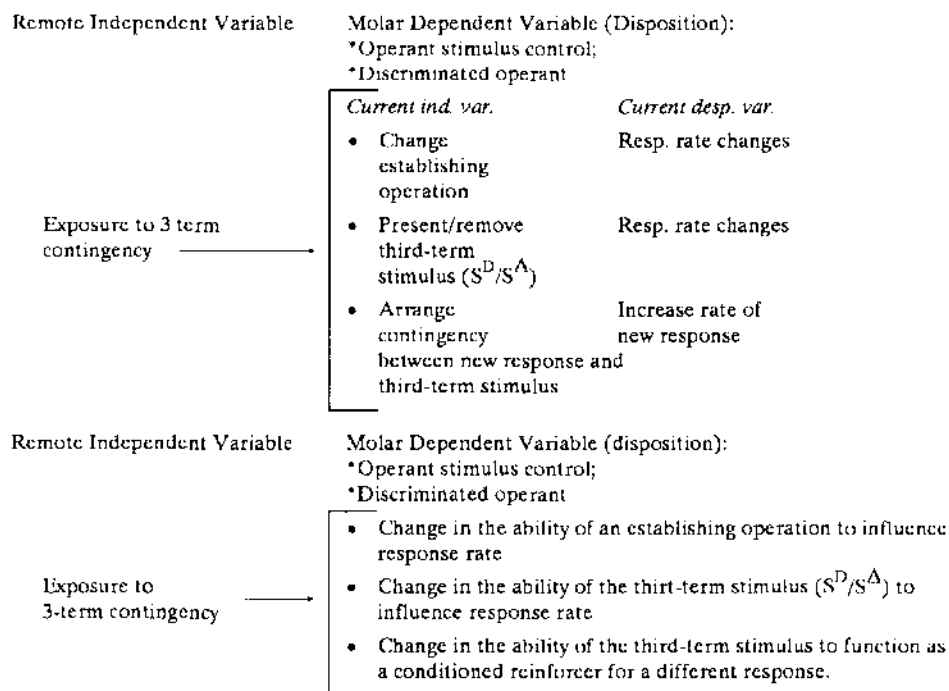 Remote Independent Variable
Molar Dependent Variable (Disposition):
*Operant stimulus control;
*Discriminated operant
Current ind. var. Current desp. var.
• Change Resp. rate changes
establishing
operation
Exposure to 3 term
contingency
• Present/remove Resp. rate changes
third-term
stimulus (S^D/S^Δ)
• Arrange Increase rate of
contingency new response
between new response and
third-term stimulus
Remote Independent Variable
Molar Dependent Variable (disposition):
*Operant stimulus control;
*Discriminated operant
• Change in the ability of an establishing operation to influence
response rate
Exposure to
3-term contingency
• Change in the ability of the thirt-term stimulus (S^D/S^Δ) to
influence response rate
• Change in the ability of the third-term stimulus to function as
a conditioned reinforcer for a different response.